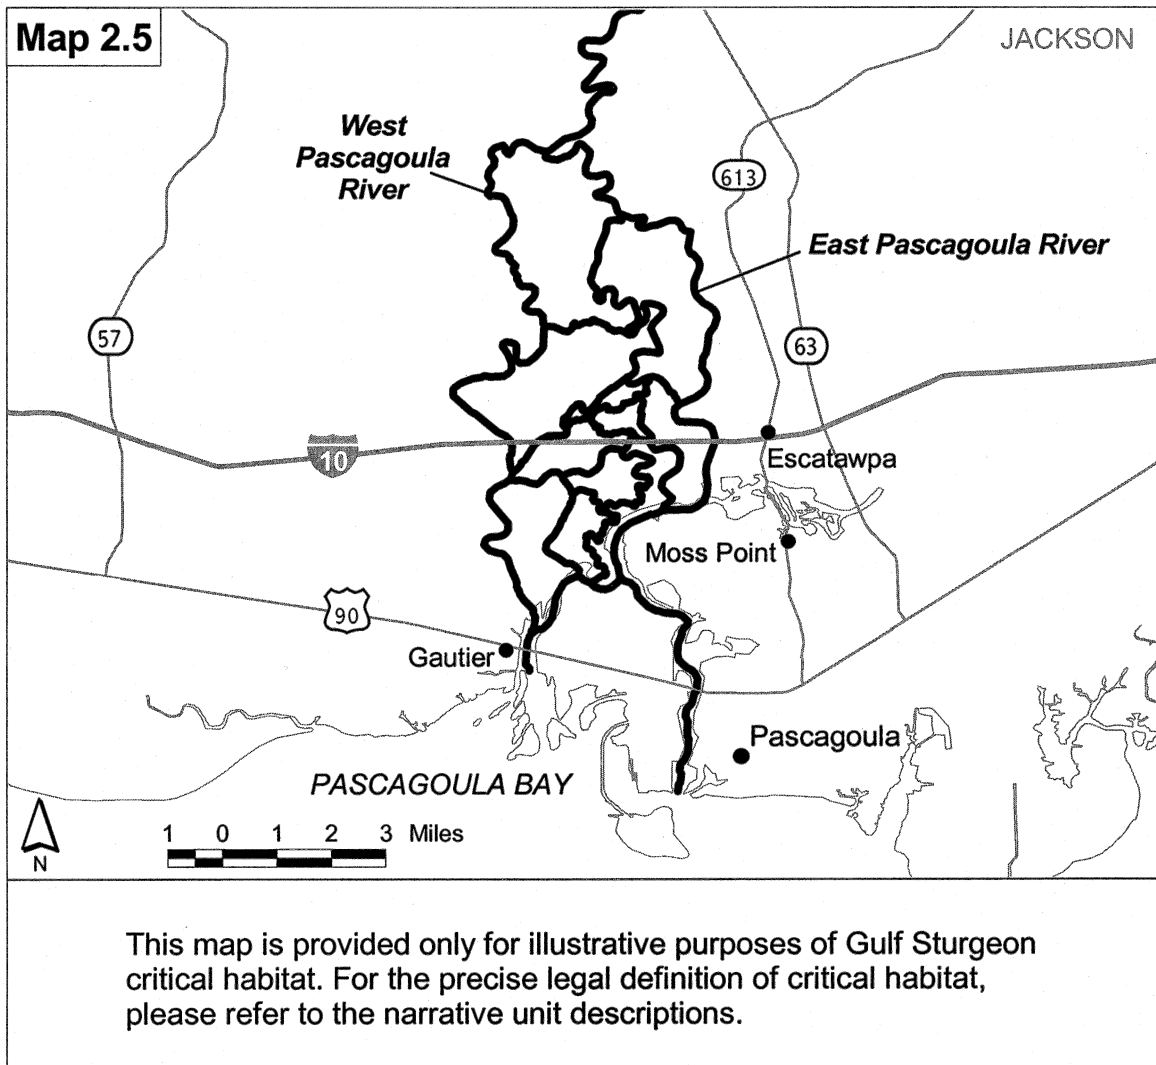 Map 2.5
JACKSON
West
Pascagoula
River
613
East Pascagoula River
57
63
10
Escatawpa
Moss Point
90
Gautier
Pascagoula
PASCAGOULA BAY
1 0 1 2 3 Miles
N
This map is provided only for illustrative purposes of Gulf Sturgeon
critical habitat. For the precise legal definition of critical habitat,
please refer to the narrative unit descriptions.